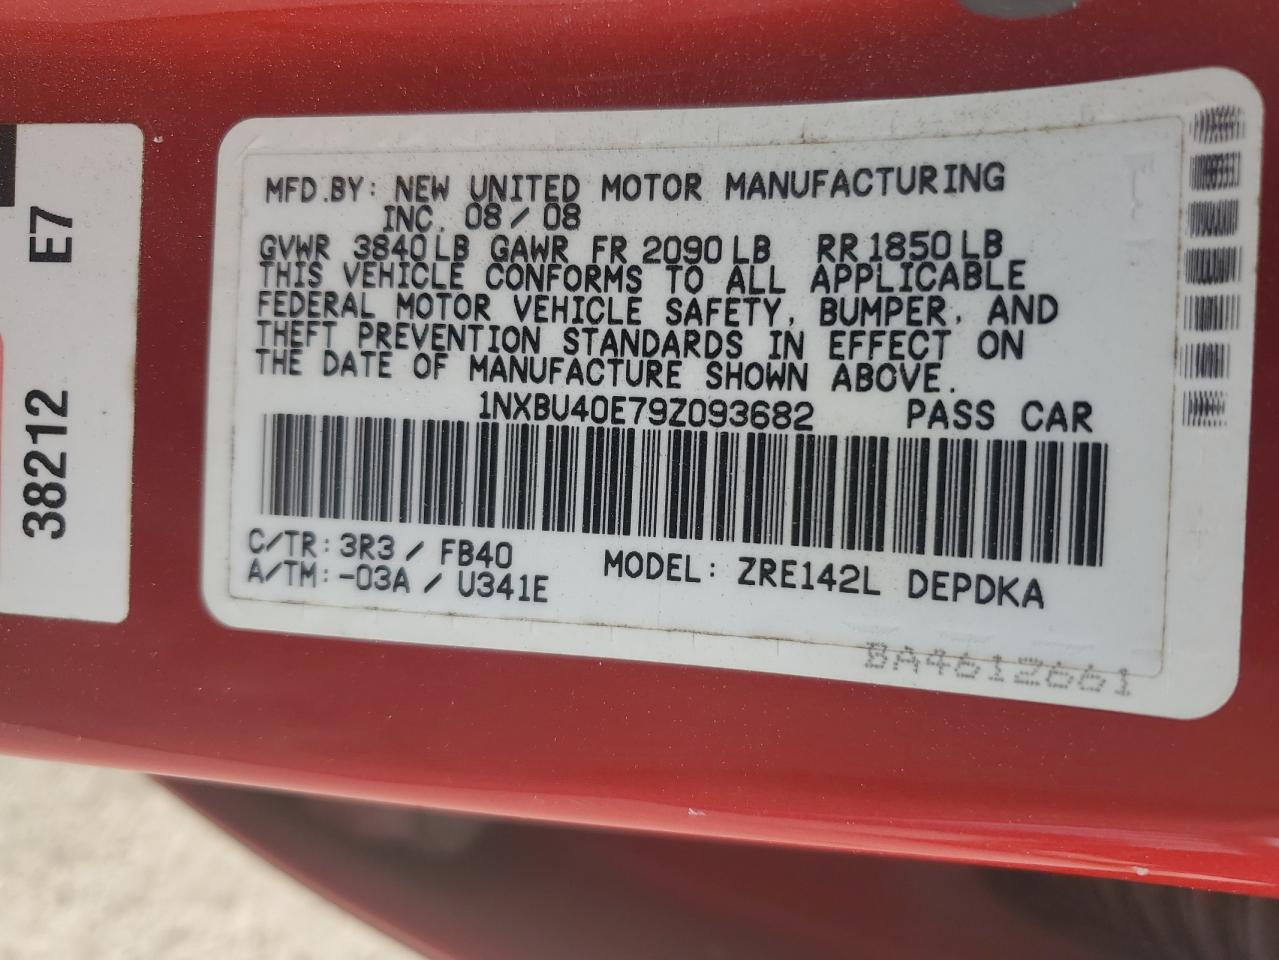 MFD.BY: NEW UNITED MOTOR MANUFACTURING
INC. 08/08
GVWR 3840LB GAWR FR 2090LB RR 1850LB
THIS VEHICLE CONFORMS TO ALL APPLICABLE
FEDERAL MOTOR VEHICLE SAFETY, BUMPER, AND
THEFT PREVENTION STANDARDS IN EFFECT ON
THE DATE OF MANUFACTURE SHOWN ABOVE.
1NXBU40E79Z093682 PASS CAR
C/TR: 3R3 / FB40
A/TM: -03A / U341E
MODEL: ZRE142L DEPDKA
BA4612661
38212 E7